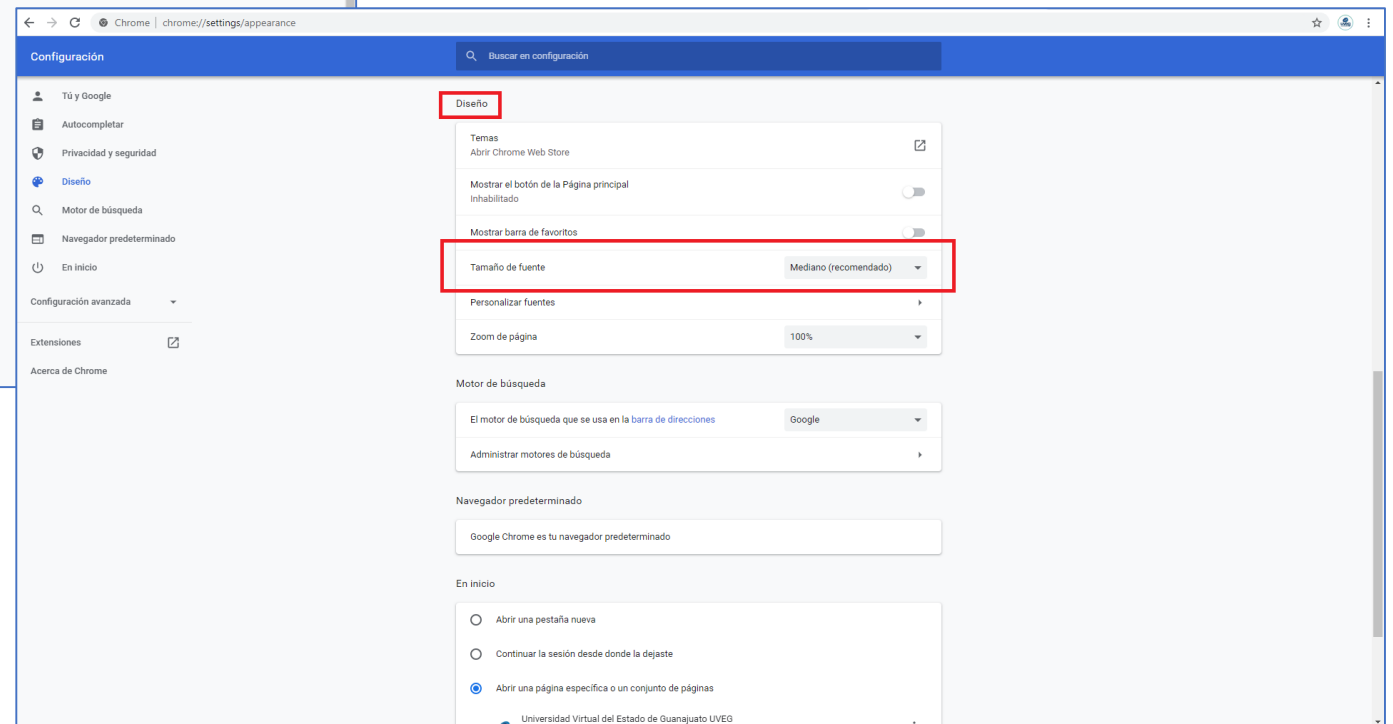 Chrome | chrome://settings/appearance
Configuración
Buscar en configuración
Tú y Google
Autocompletar
Privacidad y seguridad
Diseño
Motor de búsqueda
Navegador predeterminado
En inicio
Configuración avanzada
Extensiones
Acerca de Chrome
Diseño
Temas
Abrir Chrome Web Store
Mostrar el botón de la Página principal
Inhabilitado
Mostrar barra de favoritos
Tamaño de fuente Mediano (recomendado)
Personalizar fuentes
Zoom de página 100%
Motor de búsqueda
El motor de búsqueda que se usa en la barra de direcciones Google
Administrar motores de búsqueda
Navegador predeterminado
Google Chrome es tu navegador predeterminado
En inicio
Abrir una pestaña nueva
Continuar la sesión desde donde la dejaste
Abrir una página específica o un conjunto de páginas
Universidad Virtual del Estado de Guanajuato UVEG